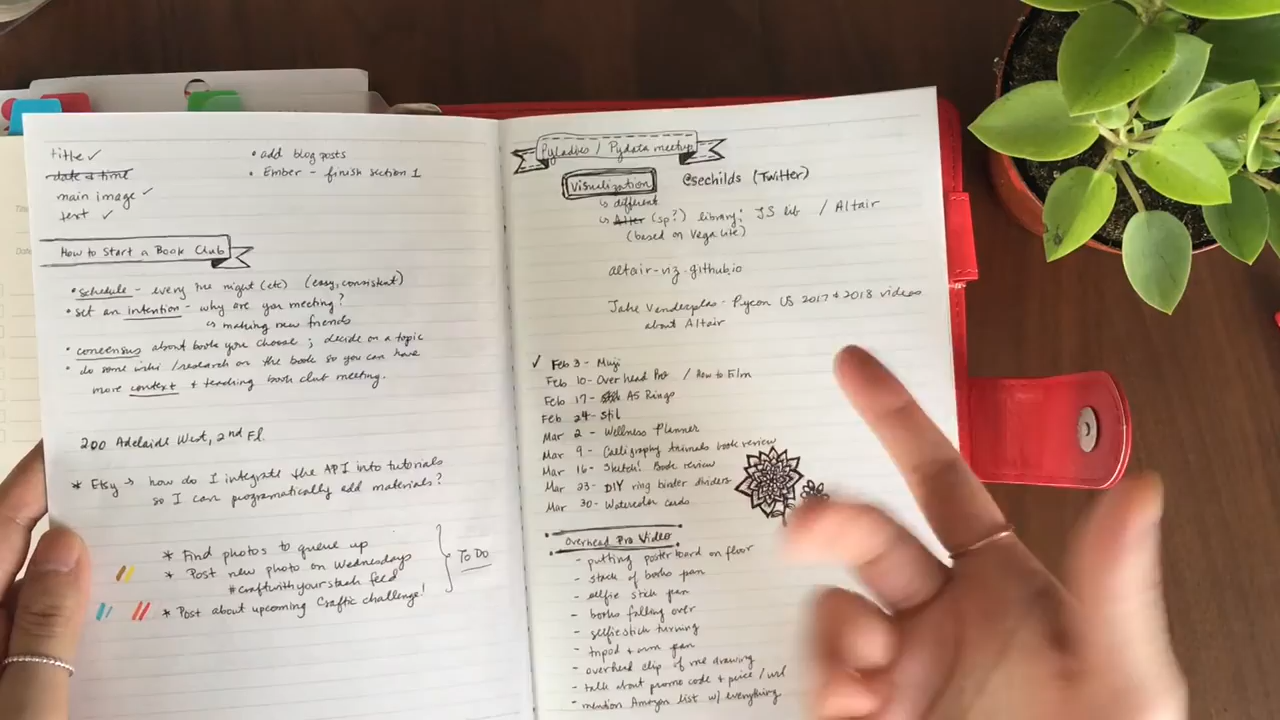 title ✓
date & time
main image ✓
text ✓
• add blog posts
• Ember - finish section 1
How to Start a Book Club
• schedule - every tue night (etc) (easy, consistent)
• set an intention - why are you meeting?
↳ making new friends
• consensus about book you choose; decide on a topic
• do some wiki /research on the book so you can have
more context & teaching book club meeting.
200 Adelaide West, 2nd Fl.
* Etsy → how do I integrate the API into tutorials
so I can programatically add materials?
* Find photos to queue up
* Post new photo on Wednesdays
#craftwithyourstash feed
* Post about upcoming Craftic challenge!
To Do
Pyladies / Pydata meetup
Visualization
@sechilds (Twitter)
↳ different
↳ Alter (sp?) library! JS lib / Altair
(based on Vega lite)
altair-viz.github.io
Jake Vanderplas - Pycon US 2017 & 2018 videos
about Altair
✓ Feb 3 - Muji
Feb 10 - Overhead Pro / How to Film
Feb 17 - A5 Rings
Feb 24 - Stil
Mar 2 - Wellness Planner
Mar 9 - Calligraphy Animals book review
Mar 16 - Sketch! Book review
Mar 23 - DIY ring binder dividers
Mar 30 - Watercolor cards
Overhead Pro Video
- putting posterboard on floor
- stack of books pan
- selfie stick pan
- books falling over
- selfie stick turning
- tripod & arm pan
- overhead clip of me drawing
- talk about promo code & price / url
- mention Amazon list w/ everything